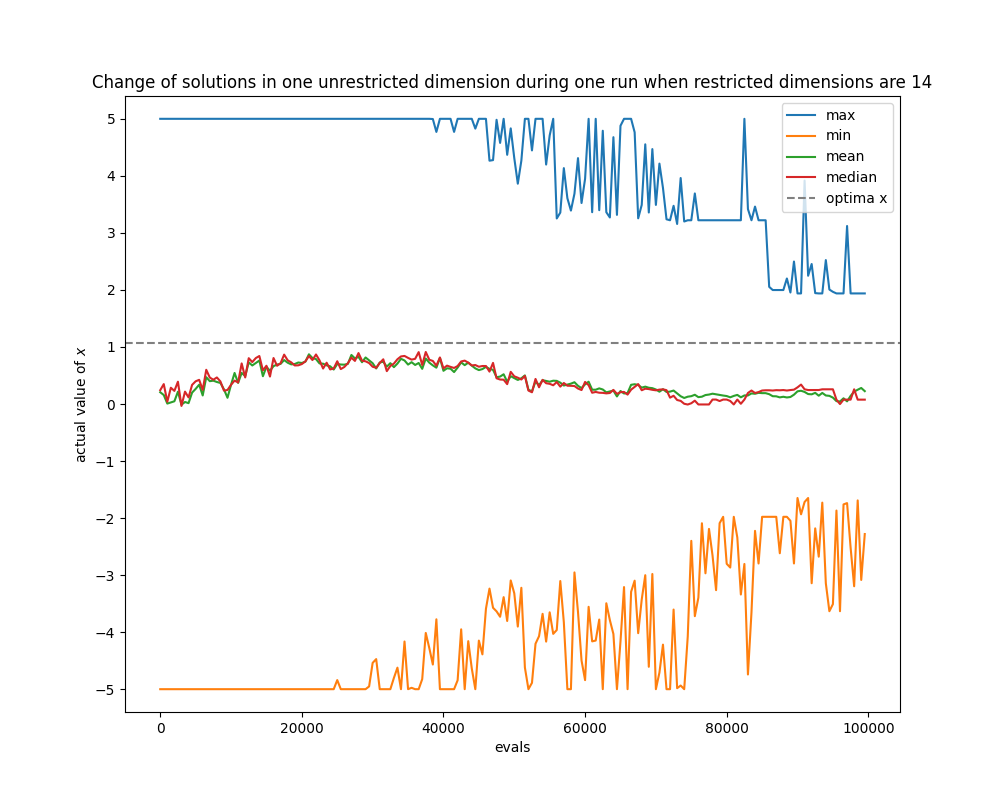 Change of solutions in one unrestricted dimension during one run when restricted dimensions are 14
max
min
mean
median
optima x
5
4
3
2
1
0
−1
−2
−3
−4
−5
actual value of x
0 20000 40000 60000 80000 100000
evals